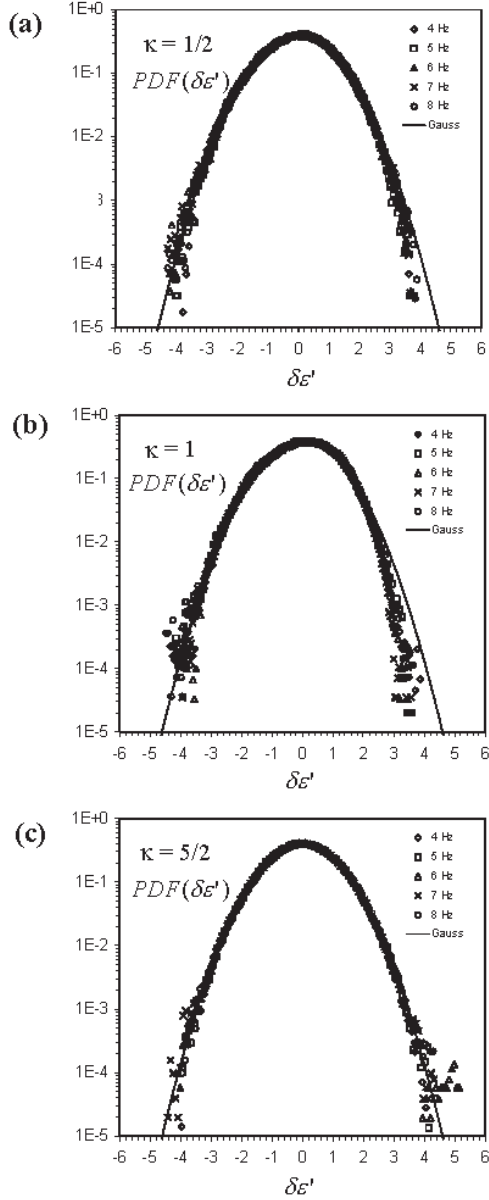 (a)
κ = 1/2
PDF(δε')
1E+0
1E-1
1E-2
3
1E-4
1E-5
4 Hz
5 Hz
6 Hz
7 Hz
8 Hz
Gauss
-6 -5 -4 -3 -2 -1 0 1 2 3 4 5 6
δε'
(b)
κ = 1
PDF(δε')
1E+0
1E-1
1E-2
1E-3
1E-4
1E-5
4 Hz
5 Hz
6 Hz
7 Hz
8 Hz
Gauss
-6 -5 -4 -3 -2 -1 0 1 2 3 4 5 6
δε'
(c)
κ = 5/2
PDF(δε')
1E+0
1E-1
1E-2
1E-3
1E-4
1E-5
4 Hz
5 Hz
6 Hz
7 Hz
8 Hz
Gauss
-6 -5 -4 -3 -2 -1 0 1 2 3 4 5 6
δε'